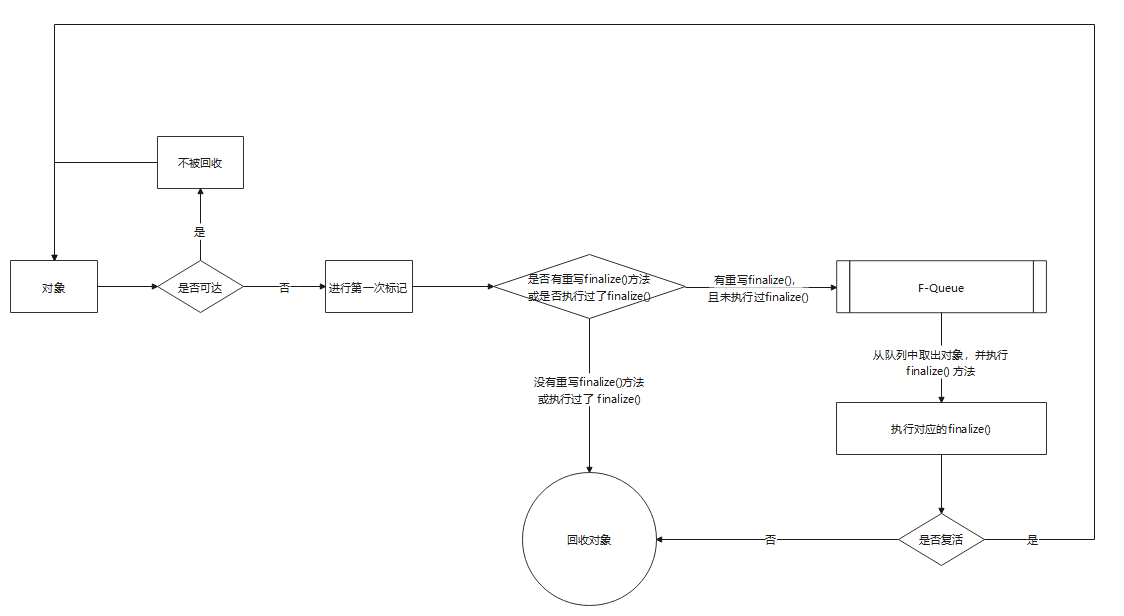 不被回收
是
对象
是否可达
否
进行第一次标记
是否有重写finalize()方法
或是否执行过了finalize()
有重写finalize()，
且未执行过finalize()
F-Queue
从队列中取出对象，并执行
finalize() 方法
没有重写finalize()方法
或执行过了 finalize()
执行对应的finalize()
回收对象
否
是否复活
是